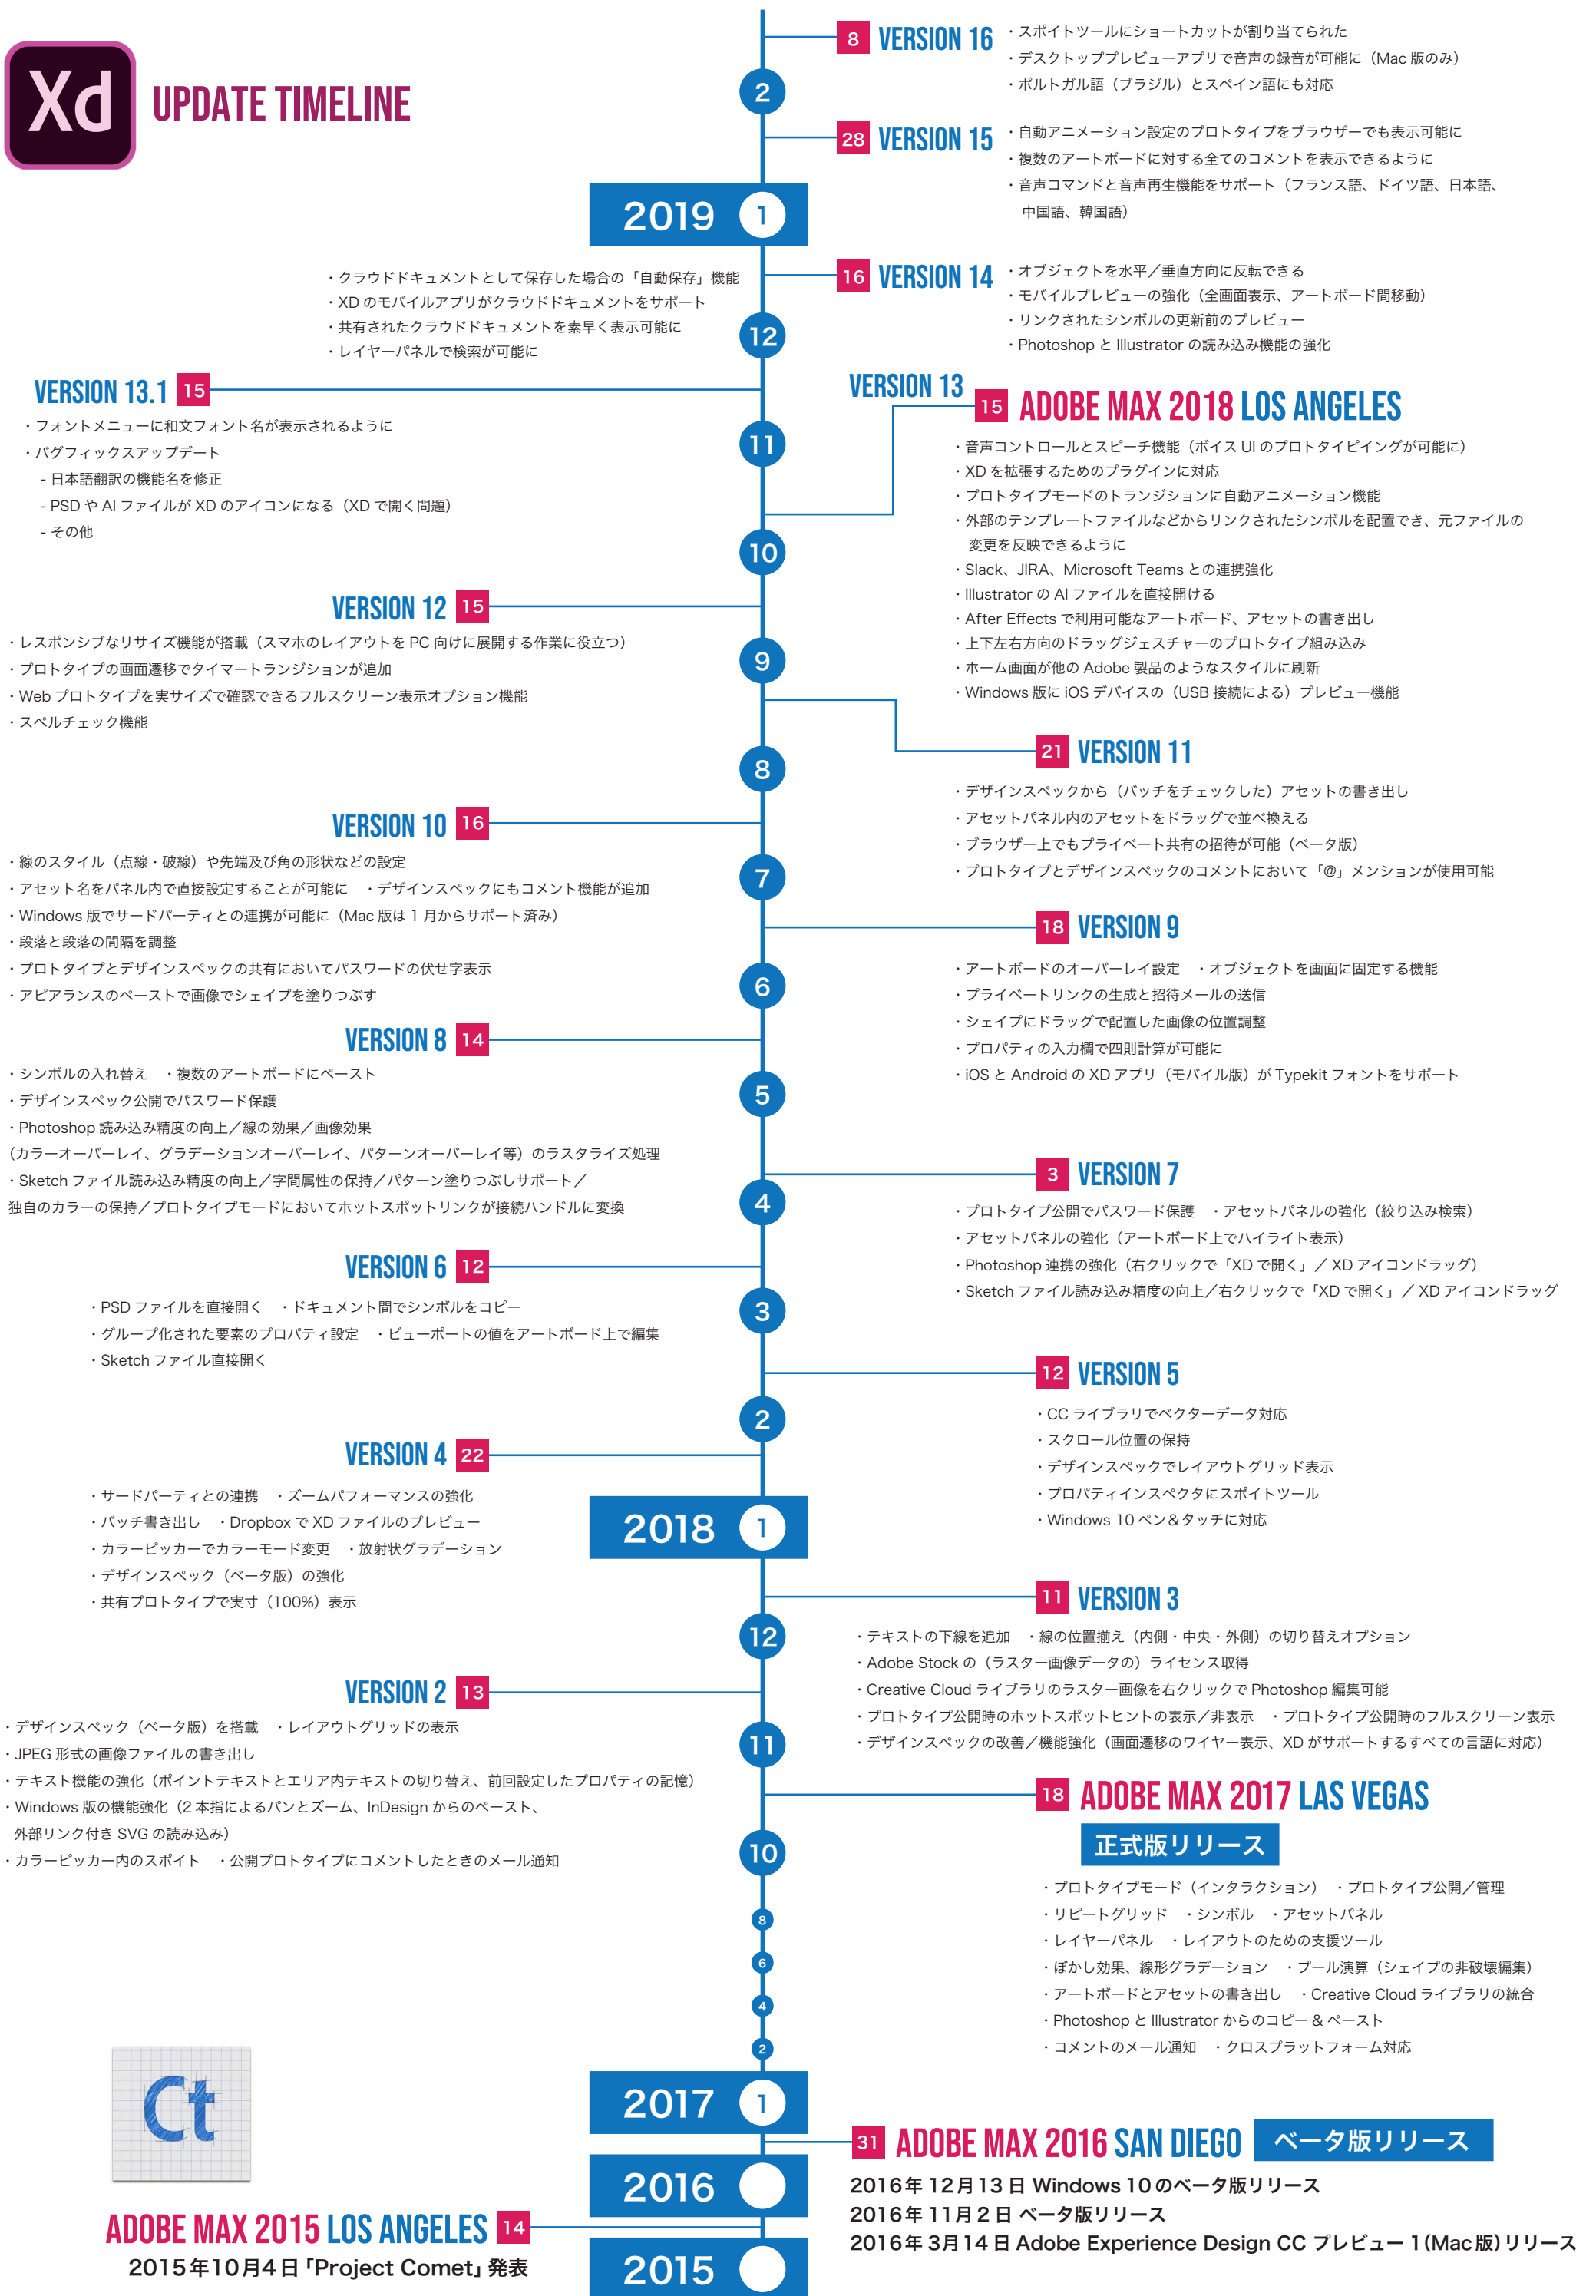 Xd
UPDATE TIMELINE
8 VERSION 16
・スポイトツールにショートカットが割り当てられた
・デスクトッププレビューアプリで音声の録音が可能に（Mac 版のみ）
・ポルトガル語（ブラジル）とスペイン語にも対応
2
28 VERSION 15
・自動アニメーション設定のプロトタイプをブラウザーでも表示可能に
・複数のアートボードに対する全てのコメントを表示できるように
・音声コマンドと音声再生機能をサポート（フランス語、ドイツ語、日本語、
中国語、韓国語）
2019 1
16 VERSION 14
・オブジェクトを水平／垂直方向に反転できる
・モバイルプレビューの強化（全画面表示、アートボード間移動）
・リンクされたシンボルの更新前のプレビュー
・Photoshop と Illustrator の読み込み機能の強化
・クラウドドキュメントとして保存した場合の「自動保存」機能
・XD のモバイルアプリがクラウドドキュメントをサポート
・共有されたクラウドドキュメントを素早く表示可能に
・レイヤーパネルで検索が可能に
12
VERSION 13.1 15
・フォントメニューに和文フォント名が表示されるように
・バグフィックスアップデート
- 日本語翻訳の機能名を修正
- PSD や AI ファイルが XD のアイコンになる（XD で開く問題）
- その他
11
VERSION 13
15 ADOBE MAX 2018 LOS ANGELES
・音声コントロールとスピーチ機能（ボイス UI のプロトタイピイングが可能に）
・XD を拡張するためのプラグインに対応
・プロトタイプモードのトランジションに自動アニメーション機能
・外部のテンプレートファイルなどからリンクされたシンボルを配置でき、元ファイルの
変更を反映できるように
・Slack、JIRA、Microsoft Teams との連携強化
・Illustrator の AI ファイルを直接開ける
・After Effects で利用可能なアートボード、アセットの書き出し
・上下左右方向のドラッグジェスチャーのプロトタイプ組み込み
・ホーム画面が他の Adobe 製品のようなスタイルに刷新
・Windows 版に iOS デバイスの（USB 接続による）プレビュー機能
10
VERSION 12 15
・レスポンシブなリサイズ機能が搭載（スマホのレイアウトを PC 向けに展開する作業に役立つ）
・プロトタイプの画面遷移でタイマートランジションが追加
・Web プロトタイプを実サイズで確認できるフルスクリーン表示オプション機能
・スペルチェック機能
9
21 VERSION 11
・デザインスペックから（バッチをチェックした）アセットの書き出し
・アセットパネル内のアセットをドラッグで並べ換える
・ブラウザー上でもプライベート共有の招待が可能（ベータ版）
・プロトタイプとデザインスペックのコメントにおいて「@」メンションが使用可能
8
VERSION 10 16
・線のスタイル（点線・破線）や先端及び角の形状などの設定
・アセット名をパネル内で直接設定することが可能に　・デザインスペックにもコメント機能が追加
・Windows 版でサードパーティとの連携が可能に（Mac 版は 1 月からサポート済み）
・段落と段落の間隔を調整
・プロトタイプとデザインスペックの共有においてパスワードの伏せ字表示
・アピアランスのペーストで画像でシェイプを塗りつぶす
7
18 VERSION 9
・アートボードのオーバーレイ設定　・オブジェクトを画面に固定する機能
・プライベートリンクの生成と招待メールの送信
・シェイプにドラッグで配置した画像の位置調整
・プロパティの入力欄で四則計算が可能に
・iOS と Android の XD アプリ（モバイル版）が Typekit フォントをサポート
6
VERSION 8 14
・シンボルの入れ替え　・複数のアートボードにペースト
・デザインスペック公開でパスワード保護
・Photoshop 読み込み精度の向上／線の効果／画像効果
（カラーオーバーレイ、グラデーションオーバーレイ、パターンオーバーレイ等）のラスタライズ処理
・Sketch ファイル読み込み精度の向上／字間属性の保持／パターン塗りつぶしサポート／
独自のカラーの保持／プロトタイプモードにおいてホットスポットリンクが接続ハンドルに変換
5
3 VERSION 7
・プロトタイプ公開でパスワード保護　・アセットパネルの強化（絞り込み検索）
・アセットパネルの強化（アートボード上でハイライト表示）
・Photoshop 連携の強化（右クリックで「XD で開く」／ XD アイコンドラッグ）
・Sketch ファイル読み込み精度の向上／右クリックで「XD で開く」／ XD アイコンドラッグ
4
VERSION 6 12
・PSD ファイルを直接開く　・ドキュメント間でシンボルをコピー
・グループ化された要素のプロパティ設定　・ビューポートの値をアートボード上で編集
・Sketch ファイル直接開く
3
12 VERSION 5
・CC ライブラリでベクターデータ対応
・スクロール位置の保持
・デザインスペックでレイアウトグリッド表示
・プロパティインスペクタにスポイトツール
・Windows 10 ペン＆タッチに対応
2
VERSION 4 22
・サードパーティとの連携　・ズームパフォーマンスの強化
・バッチ書き出し　・Dropbox で XD ファイルのプレビュー
・カラーピッカーでカラーモード変更　・放射状グラデーション
・デザインスペック（ベータ版）の強化
・共有プロトタイプで実寸（100%）表示
2018 1
11 VERSION 3
・テキストの下線を追加　・線の位置揃え（内側・中央・外側）の切り替えオプション
・Adobe Stock の（ラスター画像データの）ライセンス取得
・Creative Cloud ライブラリのラスター画像を右クリックで Photoshop 編集可能
・プロトタイプ公開時のホットスポットヒントの表示／非表示　・プロトタイプ公開時のフルスクリーン表示
・デザインスペックの改善／機能強化（画面遷移のワイヤー表示、XD がサポートするすべての言語に対応）
12
VERSION 2 13
・デザインスペック（ベータ版）を搭載　・レイアウトグリッドの表示
・JPEG 形式の画像ファイルの書き出し
・テキスト機能の強化（ポイントテキストとエリア内テキストの切り替え、前回設定したプロパティの記憶）
・Windows 版の機能強化（2 本指によるパンとズーム、InDesign からのペースト、
外部リンク付き SVG の読み込み）
・カラーピッカー内のスポイト　・公開プロトタイプにコメントしたときのメール通知
11
18 ADOBE MAX 2017 LAS VEGAS
正式版リリース
・プロトタイプモード（インタラクション）　・プロトタイプ公開／管理
・リピートグリッド　・シンボル　・アセットパネル
・レイヤーパネル　・レイアウトのための支援ツール
・ぼかし効果、線形グラデーション　・プール演算（シェイプの非破壊編集）
・アートボードとアセットの書き出し　・Creative Cloud ライブラリの統合
・Photoshop と Illustrator からのコピー & ペースト
・コメントのメール通知　・クロスプラットフォーム対応
10
8
6
4
2
2017 1
31 ADOBE MAX 2016 SAN DIEGO ベータ版リリース
2016年 12月13日 Windows 10のベータ版リリース
2016年 11月2日 ベータ版リリース
2016年 3月14日 Adobe Experience Design CC プレビュー 1（Mac版）リリース
2016
Ct
ADOBE MAX 2015 LOS ANGELES 14
2015年10月4日「Project Comet」発表
2015